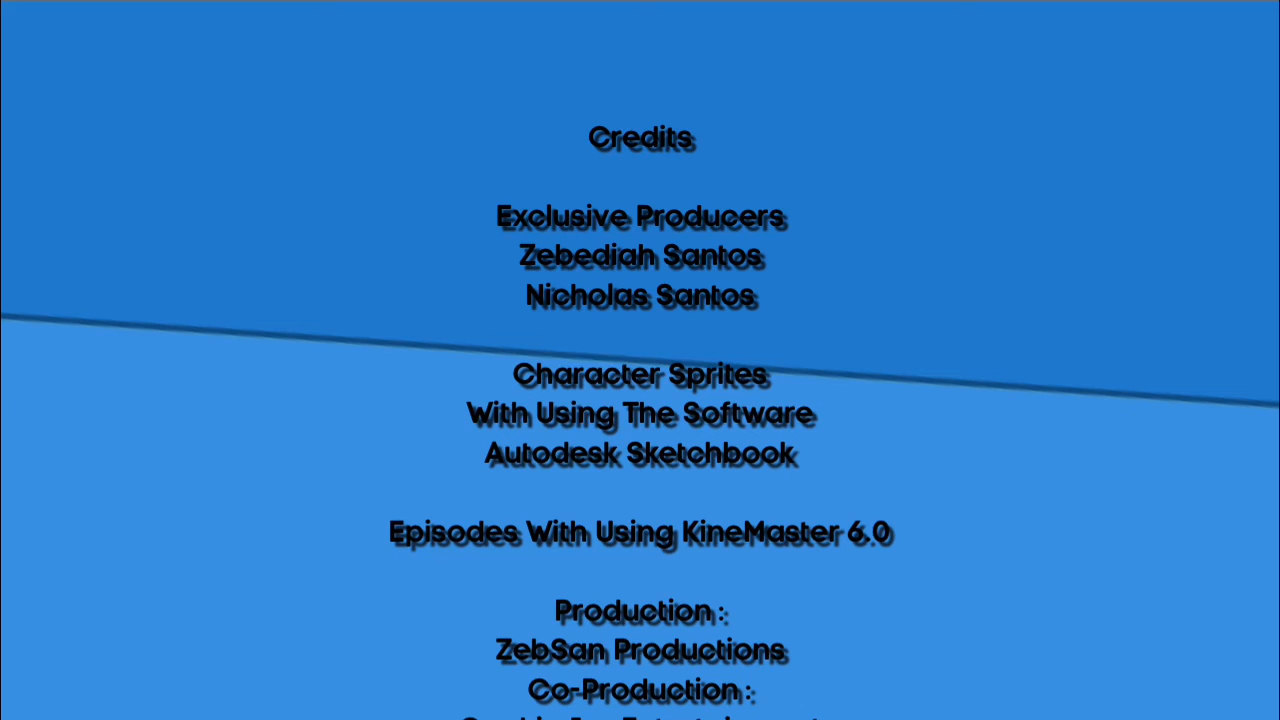 Credits
Exclusive Producers
Zebediah Santos
Nicholas Santos
Character Sprites
With Using The Software
Autodesk Sketchbook
Episodes With Using KineMaster 6.0
Production :
ZebSan Productions
Co-Production :